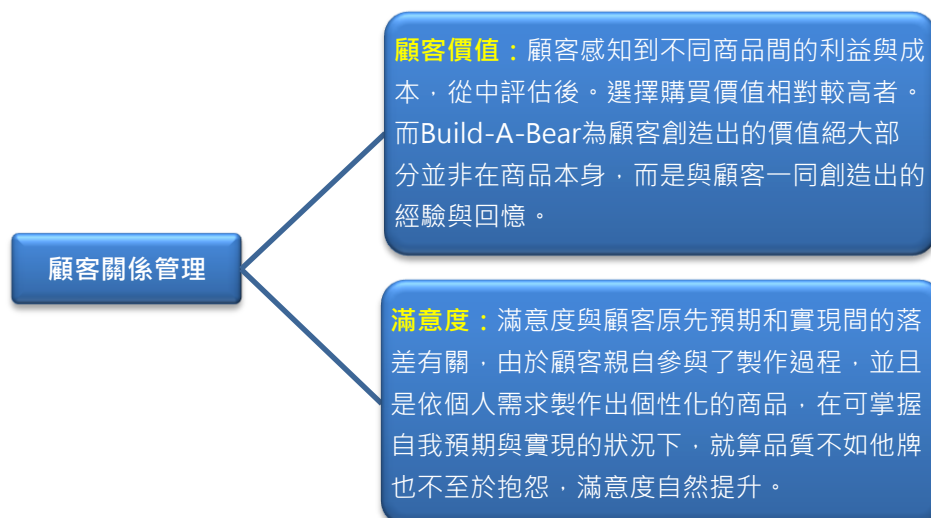 顧客價值：顧客感知到不同商品間的利益與成
本，從中評估後。選擇購買價值相對較高者。
而Build-A-Bear為顧客創造出的價值絕大部
分並非在商品本身，而是與顧客一同創造出的
經驗與回憶。
顧客關係管理
滿意度：滿意度與顧客原先預期和實現間的落
差有關，由於顧客親自參與了製作過程，並且
是依個人需求製作出個性化的商品，在可掌握
自我預期與實現的狀況下，就算品質不如他牌
也不至於抱怨，滿意度自然提升。